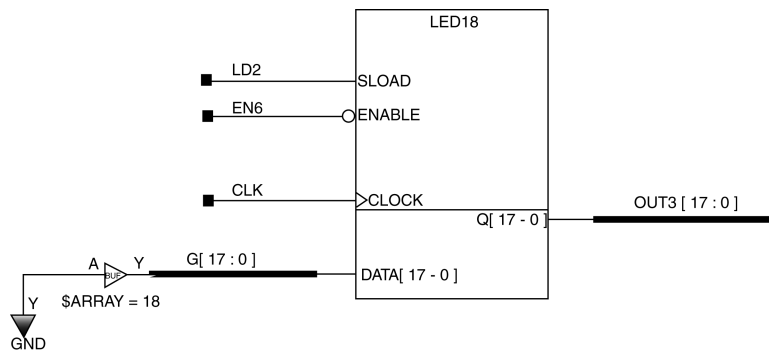 LED18
LD2
SLOAD
EN6
ENABLE
CLK
CLOCK
Q[ 17 - 0 ]
OUT3 [ 17 : 0 ]
A
BUF
Y
G[ 17 : 0 ]
DATA[ 17 - 0 ]
Y
$ARRAY = 18
GND